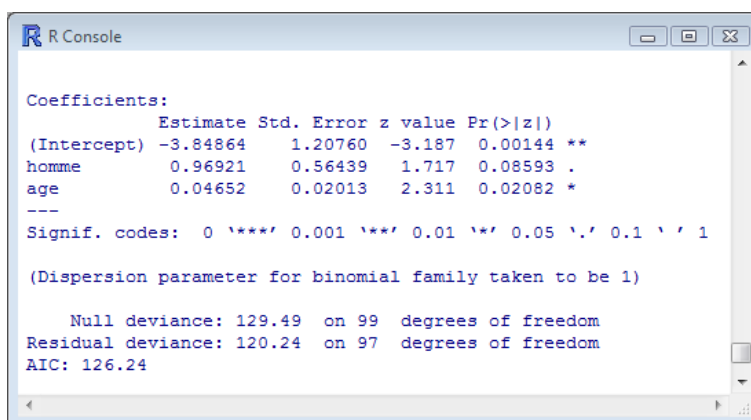 R R Console
Coefficients:
Estimate Std. Error z value Pr(>|z|)
(Intercept) -3.84864 1.20760 -3.187 0.00144 **
homme 0.96921 0.56439 1.717 0.08593 .
age 0.04652 0.02013 2.311 0.02082 *
---
Signif. codes: 0 ‘***’ 0.001 ‘**’ 0.01 ‘*’ 0.05 ‘.’ 0.1 ‘ ’ 1
(Dispersion parameter for binomial family taken to be 1)
Null deviance: 129.49 on 99 degrees of freedom
Residual deviance: 120.24 on 97 degrees of freedom
AIC: 126.24